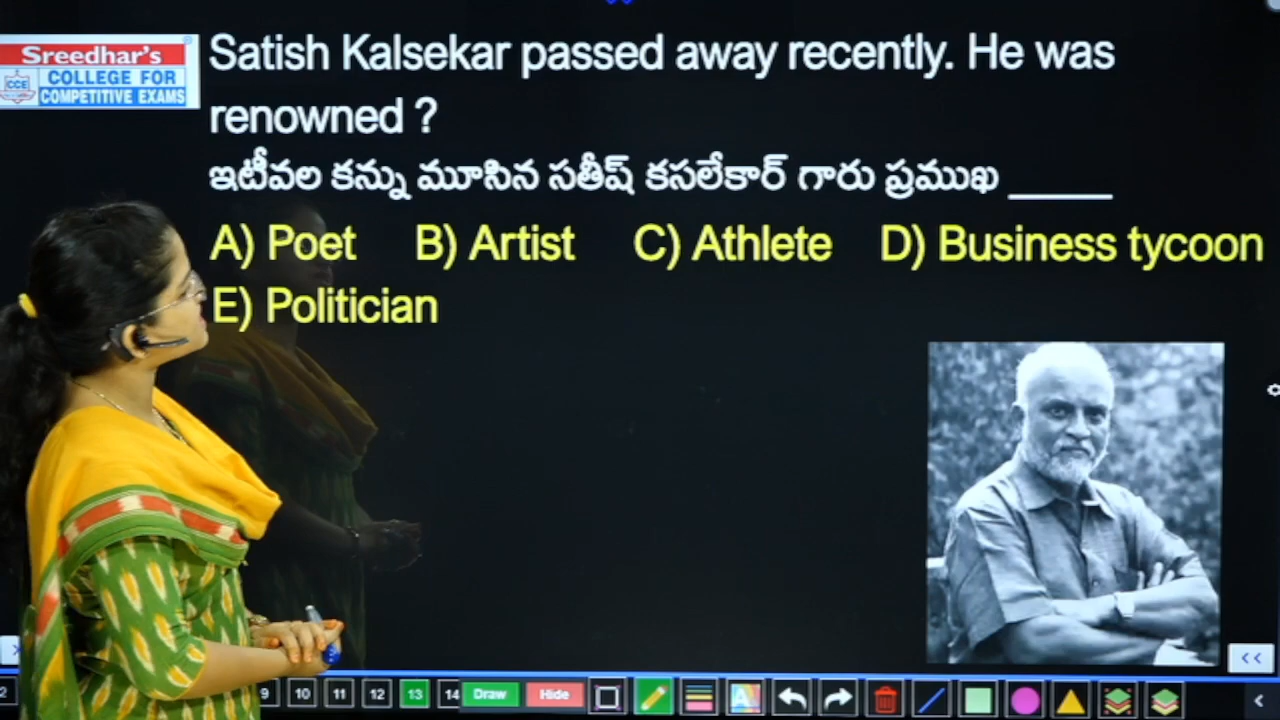 Sreedhar's
CCE
COLLEGE FOR
COMPETITIVE EXAMS
Satish Kalsekar passed away recently. He was
renowned ?
ఇటీవల కన్ను మూసిన సతీష్ కసలేకార్ గారు ప్రముఖ _____
A) Poet B) Artist C) Athlete D) Business tycoon
E) Politician
2 9 10 11 12 13 14 Draw Hide